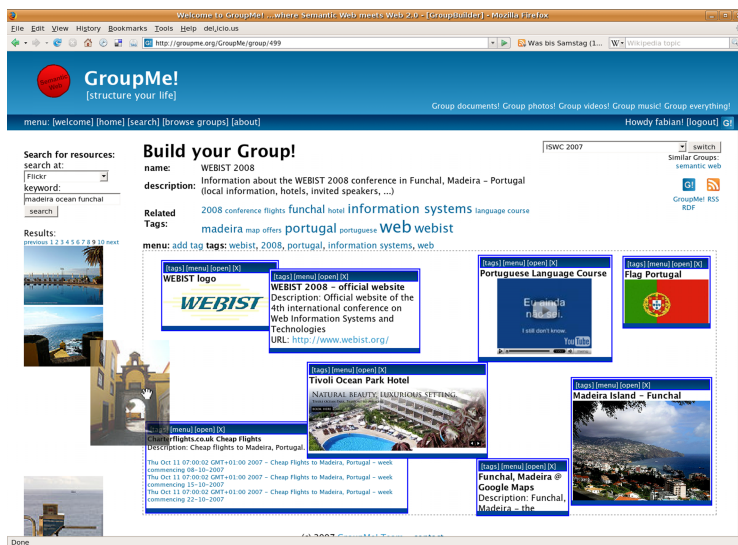 Welcome to GroupMe! ...where Semantic Web meets Web 2.0 - [GroupBuilder] - Mozilla Firefox
File Edit View History Bookmarks Tools Help del.icio.us
http://groupme.org/GroupMe/group/499
Was bis Samstag (1...
Wikipedia topic
Semantic Web
GroupMe!
[structure your life]
Group documents! Group photos! Group videos! Group music! Group everything!
menu: [welcome] [home] [search] [browse groups] [about]
Howdy fabian! [logout] G!
Search for resources:
search at:
Flickr
keyword:
madeira ocean funchal
search
Results:
previous 1 2 3 4 5 6 7 8 9 10 next
Build your Group!
ISWC 2007
switch
Similar Groups:
semantic web
G!
GroupMe! RSS
RDF
name: WEBIST 2008
description: Information about the WEBIST 2008 conference in Funchal, Madeira - Portugal
(local information, hotels, invited speakers, ...)
Related Tags:
2008 conference flights funchal hotel information systems language course
madeira map offers portugal portuguese web webist
menu: add tag tags: webist, 2008, portugal, information systems, web
[tags] [menu] [open] [X]
WEBIST logo
WEBIST
[tags] [menu] [open] [X]
WEBIST 2008 - official website
Description: Official website of the
4th international conference on
Web Information Systems and
Technologies
URL: http://www.webist.org/
[tags] [menu] [open] [X]
Portuguese Language Course
Eu ainda
não sei.
I still don't know.
You Tube
[tags] [menu] [open] [X]
Flag Portugal
[tags] [menu] [open] [X]
Tivoli Ocean Park Hotel
NATURAL BEAUTY, LUXURIOUS SETTING.
[tags] [menu] [open] [X]
Madeira Island - Funchal
[tags] [menu] [open] [X]
Charterflights.co.uk Cheap Flights
Description: Cheap flights to Madeira, Portugal.
Thu Oct 11 07:00:02 GMT+01:00 2007 - Cheap Flights to Madeira, Portugal - week
commencing 08-10-2007
Thu Oct 11 07:00:02 GMT+01:00 2007 - Cheap Flights to Madeira, Portugal - week
commencing 15-10-2007
Thu Oct 11 07:00:02 GMT+01:00 2007 - Cheap Flights to Madeira, Portugal - week
commencing 22-10-2007
[tags] [menu] [open] [X]
Funchal, Madeira @
Google Maps
Description: Funchal,
Madeira - the
Done